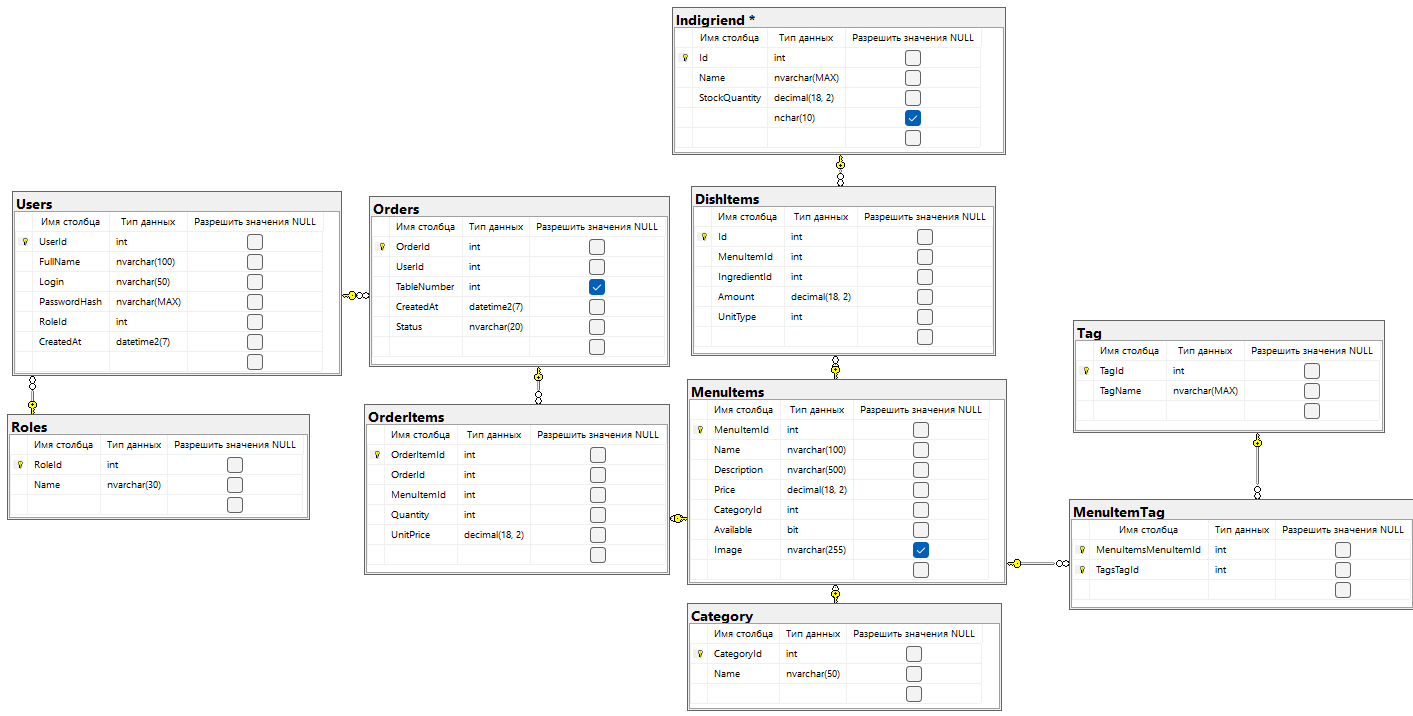 Indigriend *
Имя столбца Тип данных Разрешить значения NULL
Id int
Name nvarchar(MAX)
StockQuantity decimal(18, 2)
nchar(10)
Users
Имя столбца Тип данных Разрешить значения NULL
UserId int
FullName nvarchar(100)
Login nvarchar(50)
PasswordHash nvarchar(MAX)
RoleId int
CreatedAt datetime2(7)
Orders
Имя столбца Тип данных Разрешить значения NULL
OrderId int
UserId int
TableNumber int
CreatedAt datetime2(7)
Status nvarchar(20)
DishItems
Имя столбца Тип данных Разрешить значения NULL
Id int
MenuItemId int
IngredientId int
Amount decimal(18, 2)
UnitType int
Tag
Имя столбца Тип данных Разрешить значения NULL
TagId int
TagName nvarchar(MAX)
Roles
Имя столбца Тип данных Разрешить значения NULL
RoleId int
Name nvarchar(30)
OrderItems
Имя столбца Тип данных Разрешить значения NULL
OrderItemId int
OrderId int
MenuItemId int
Quantity int
UnitPrice decimal(18, 2)
MenuItems
Имя столбца Тип данных Разрешить значения NULL
MenuItemId int
Name nvarchar(100)
Description nvarchar(500)
Price decimal(18, 2)
CategoryId int
Available bit
Image nvarchar(255)
MenuItemTag
Имя столбца Тип данных Разрешить значения NULL
MenuItemsMenuItemId int
TagsTagId int
Category
Имя столбца Тип данных Разрешить значения NULL
CategoryId int
Name nvarchar(50)